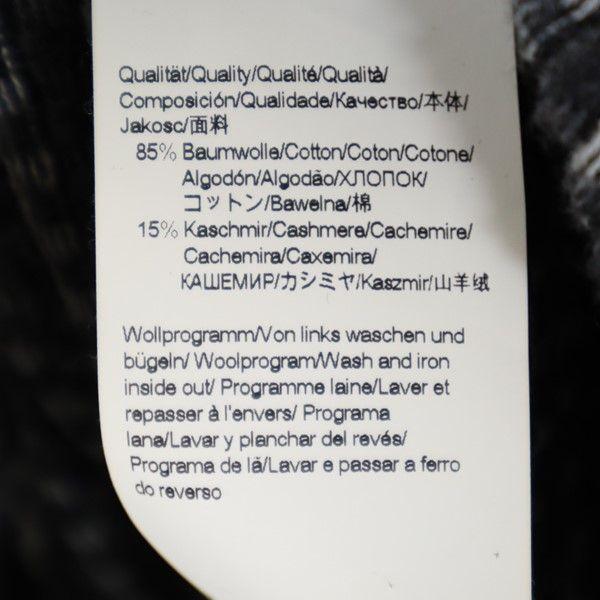 Qualität/Quality/Qualité/Qualità/
Composición/Qualidade/Качество/本体/
Jakosc/面料
85% Baumwolle/Cotton/Coton/Cotone/
Algodón/Algodão/ХЛОПОК/
コットン/Bawelna/棉
15% Kaschmir/Cashmere/Cachemire/
Cachemira/Caxemira/
КАШЕМИР/カシミヤ/Kaszmir/山羊绒
Wollprogramm/Von links waschen und
bügeln/ Woolprogram/Wash and iron
inside out/ Programme laine/Laver et
repasser à l'envers/ Programa
lana/Lavar y planchar del revés/
Programa de lã/Lavar e passar a ferro
do reverso